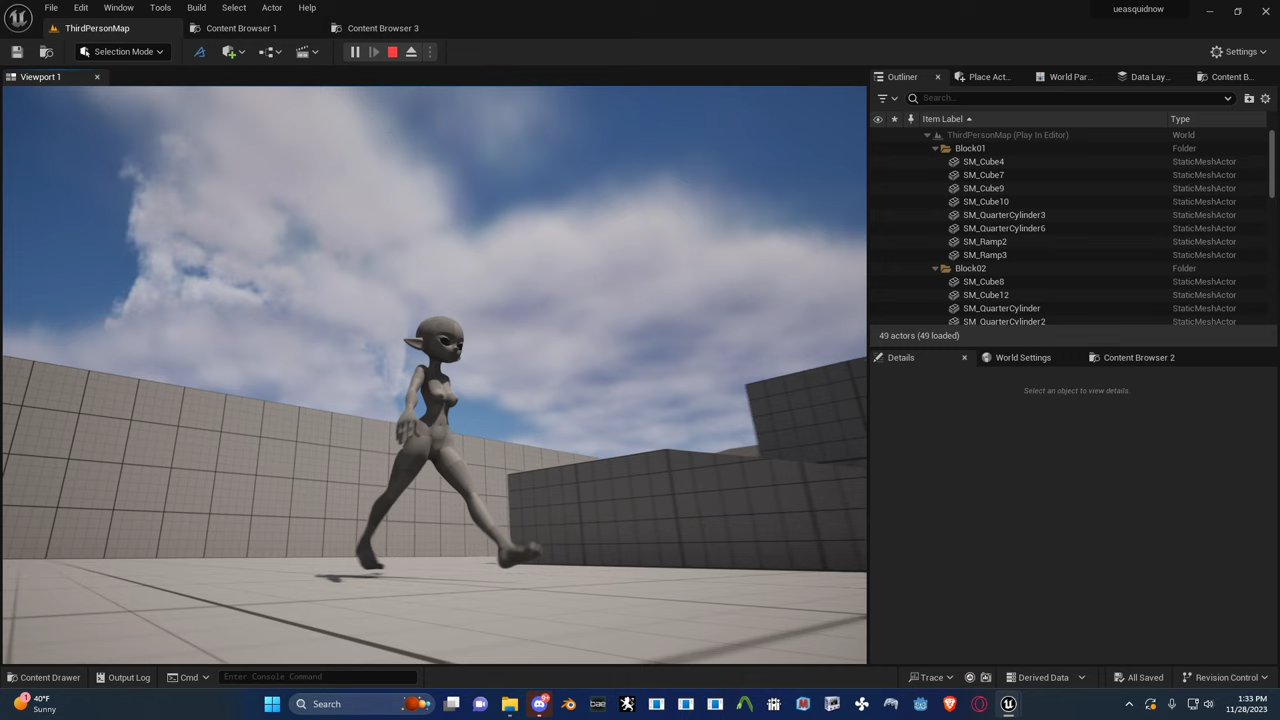 File Edit Window Tools Build Select Actor Help
ueasquidnow
ThirdPersonMap Content Browser 1 Content Browser 3
Selection Mode
Settings
Viewport 1
Outliner Place Act... World Par... Data Lay... Content B...
Search...
Item Label Type
ThirdPersonMap (Play In Editor) World
Block01 Folder
SM_Cube4 StaticMeshActor
SM_Cube7 StaticMeshActor
SM_Cube9 StaticMeshActor
SM_Cube10 StaticMeshActor
SM_QuarterCylinder3 StaticMeshActor
SM_QuarterCylinder6 StaticMeshActor
SM_Ramp2 StaticMeshActor
SM_Ramp3 StaticMeshActor
Block02 Folder
SM_Cube8 StaticMeshActor
SM_Cube12 StaticMeshActor
SM_QuarterCylinder StaticMeshActor
SM_QuarterCylinder2 StaticMeshActor
49 actors (49 loaded)
Details World Settings Content Browser 2
Select an object to view details.
Content Drawer Output Log Cmd Enter Console Command
Trace Derived Data All Saved Revision Control
1
40°F
Sunny
Search
bae
1:33 PM
11/28/2023